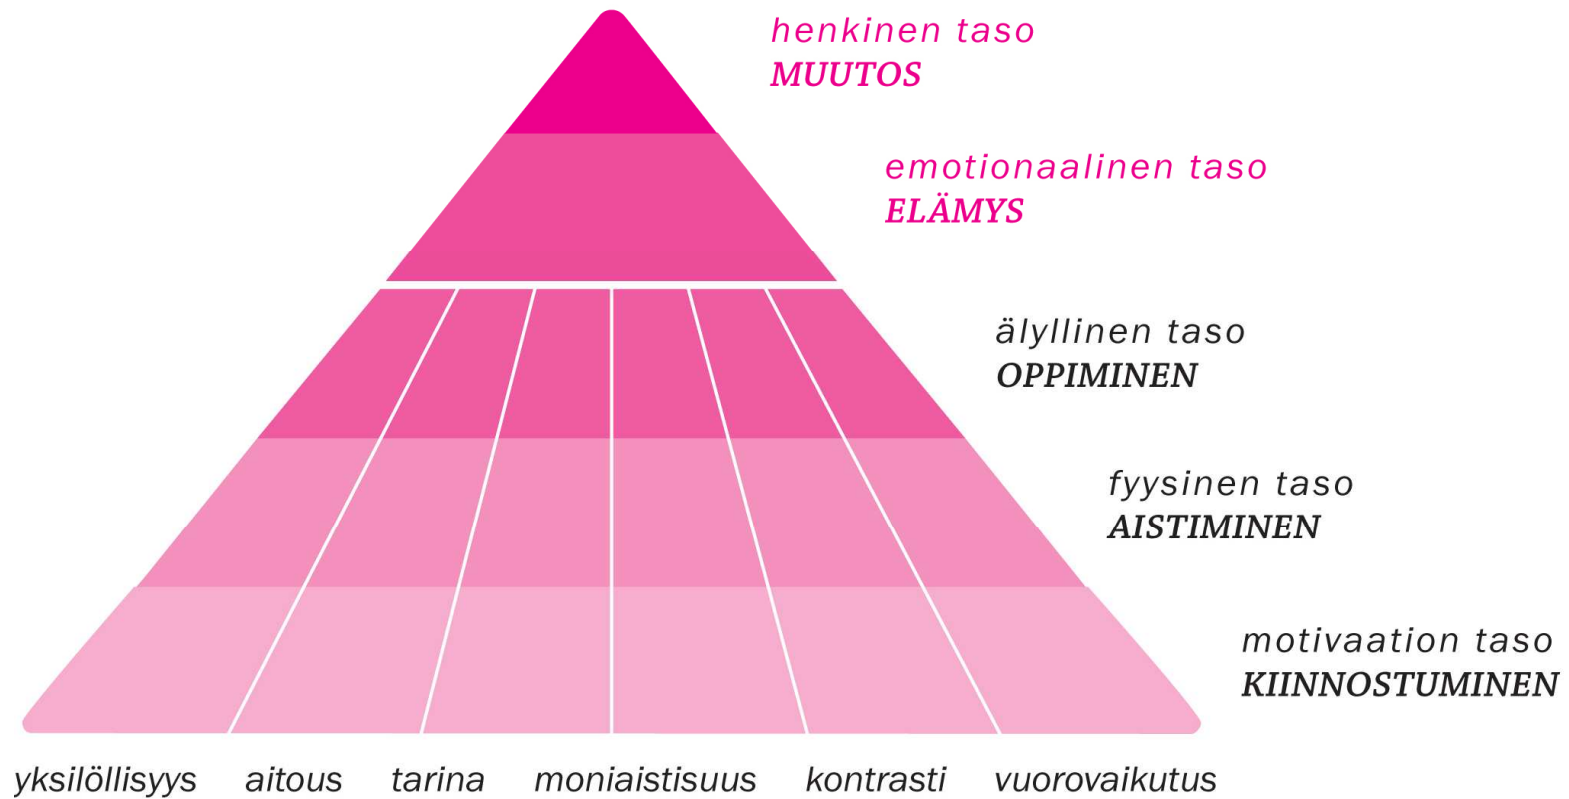 henkinen taso
MUUTOS
emotionaalinen taso
ELÄMYS
älyllinen taso
OPPIMINEN
fyysinen taso
AISTIMINEN
motivaation taso
KIINNOSTUMINEN
yksilöllisyys aitous tarina moniaistisuus kontrasti vuorovaikutus